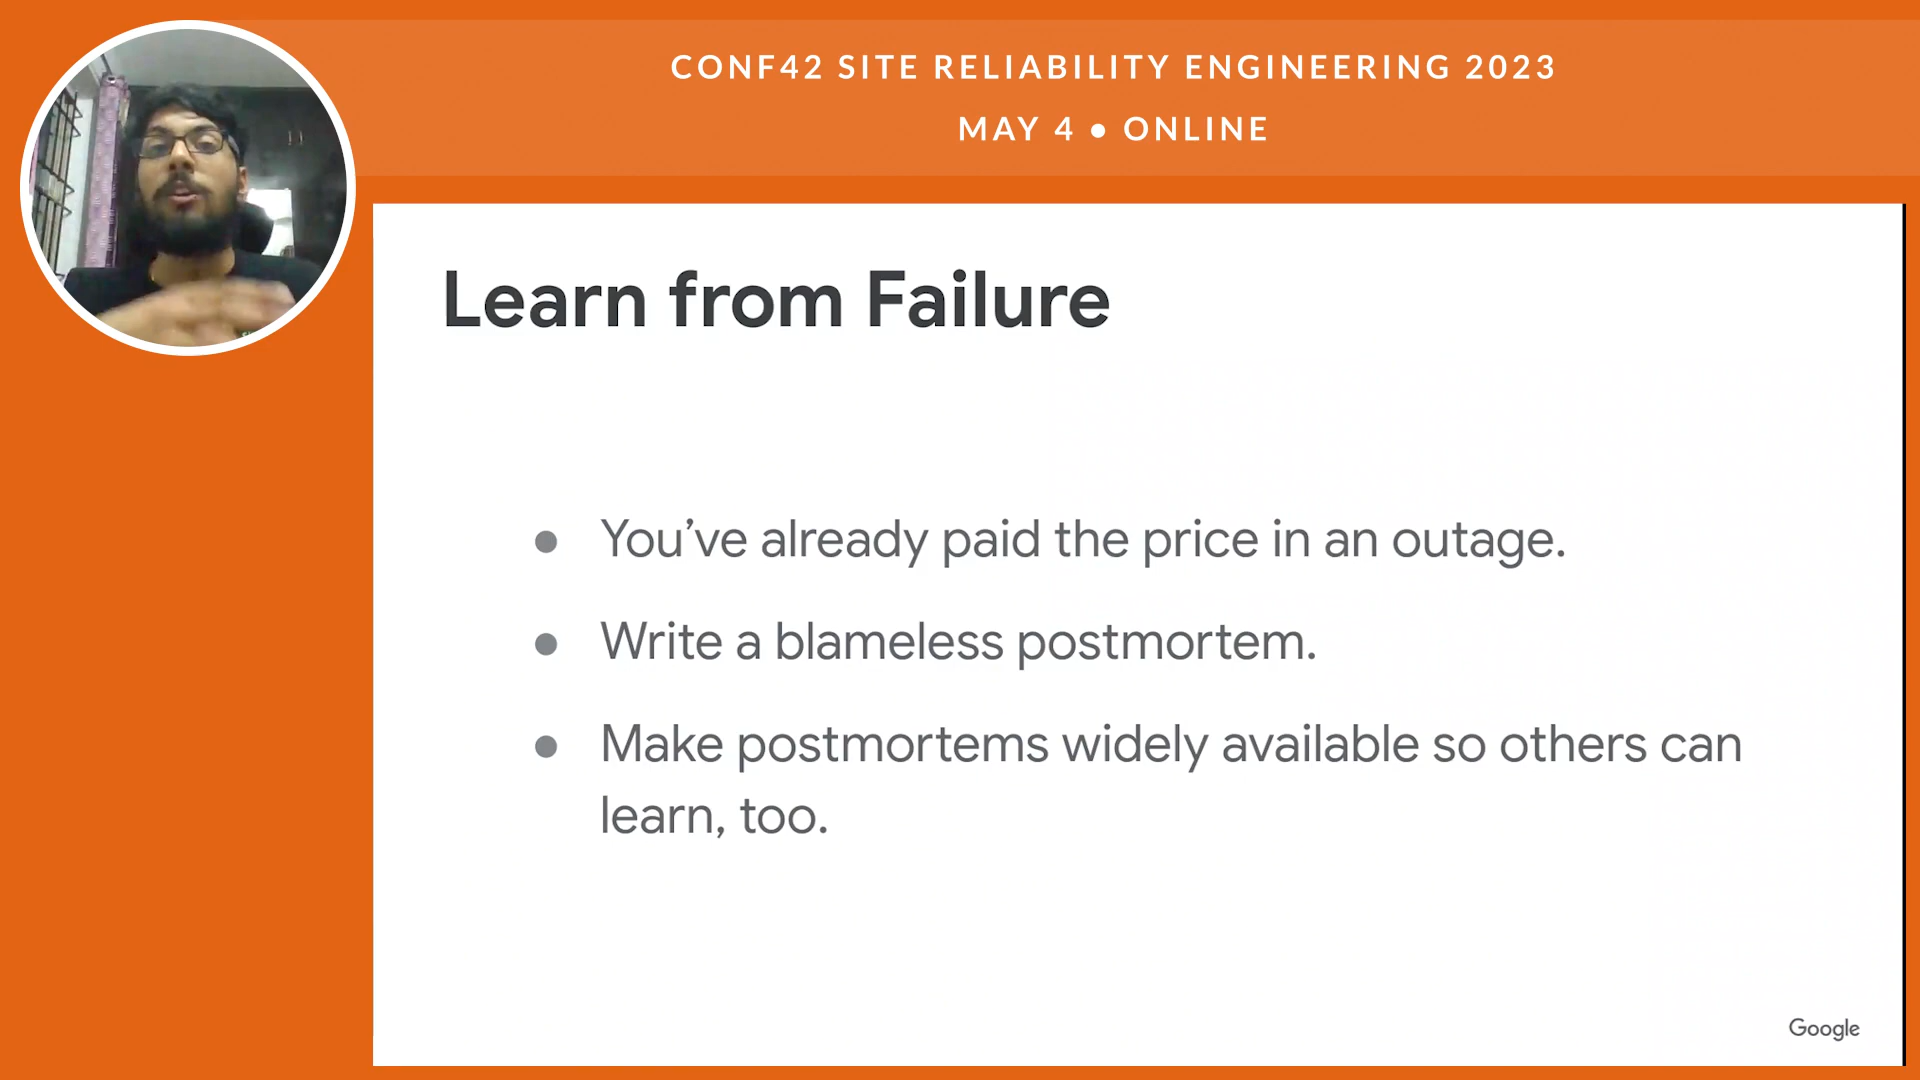 CONF42 SITE RELIABILITY ENGINEERING 2023
MAY 4 ● ONLINE
Learn from Failure
● You’ve already paid the price in an outage.
● Write a blameless postmortem.
● Make postmortems widely available so others can
learn, too.
Google